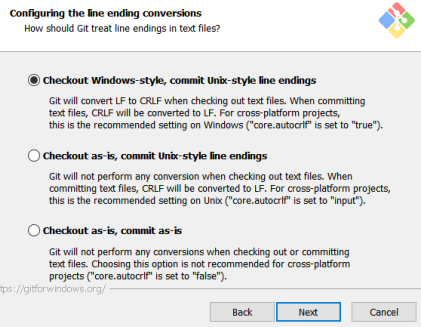 Configuring the line ending conversions
How should Git treat line endings in text files?
Checkout Windows-style, commit Unix-style line endings
Git will convert LF to CRLF when checking out text files. When committing
text files, CRLF will be converted to LF. For cross-platform projects,
this is the recommended setting on Windows ("core.autocrlf" is set to "true").
Checkout as-is, commit Unix-style line endings
Git will not perform any conversion when checking out text files. When
committing text files, CRLF will be converted to LF. For cross-platform projects,
this is the recommended setting on Unix ("core.autocrlf" is set to "input").
Checkout as-is, commit as-is
Git will not perform any conversions when checking out or committing
text files. Choosing this option is not recommended for cross-platform
projects ("core.autocrlf" is set to "false").
tps://gitforwindows.org/
Back
Next
Cancel